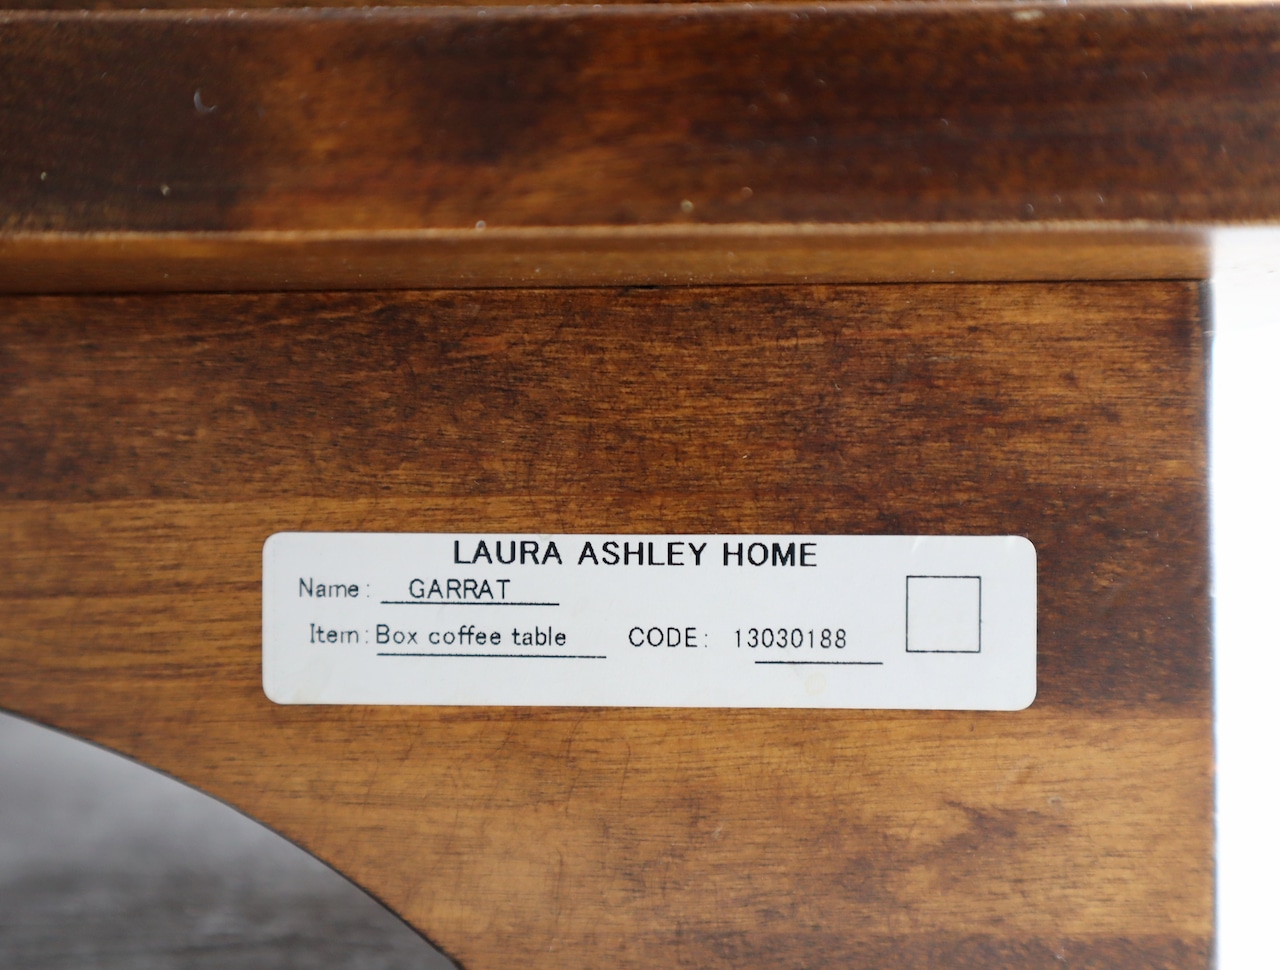 LAURA ASHLEY HOME
Name: GARRAT
Item: Box coffee table CODE: 13030188